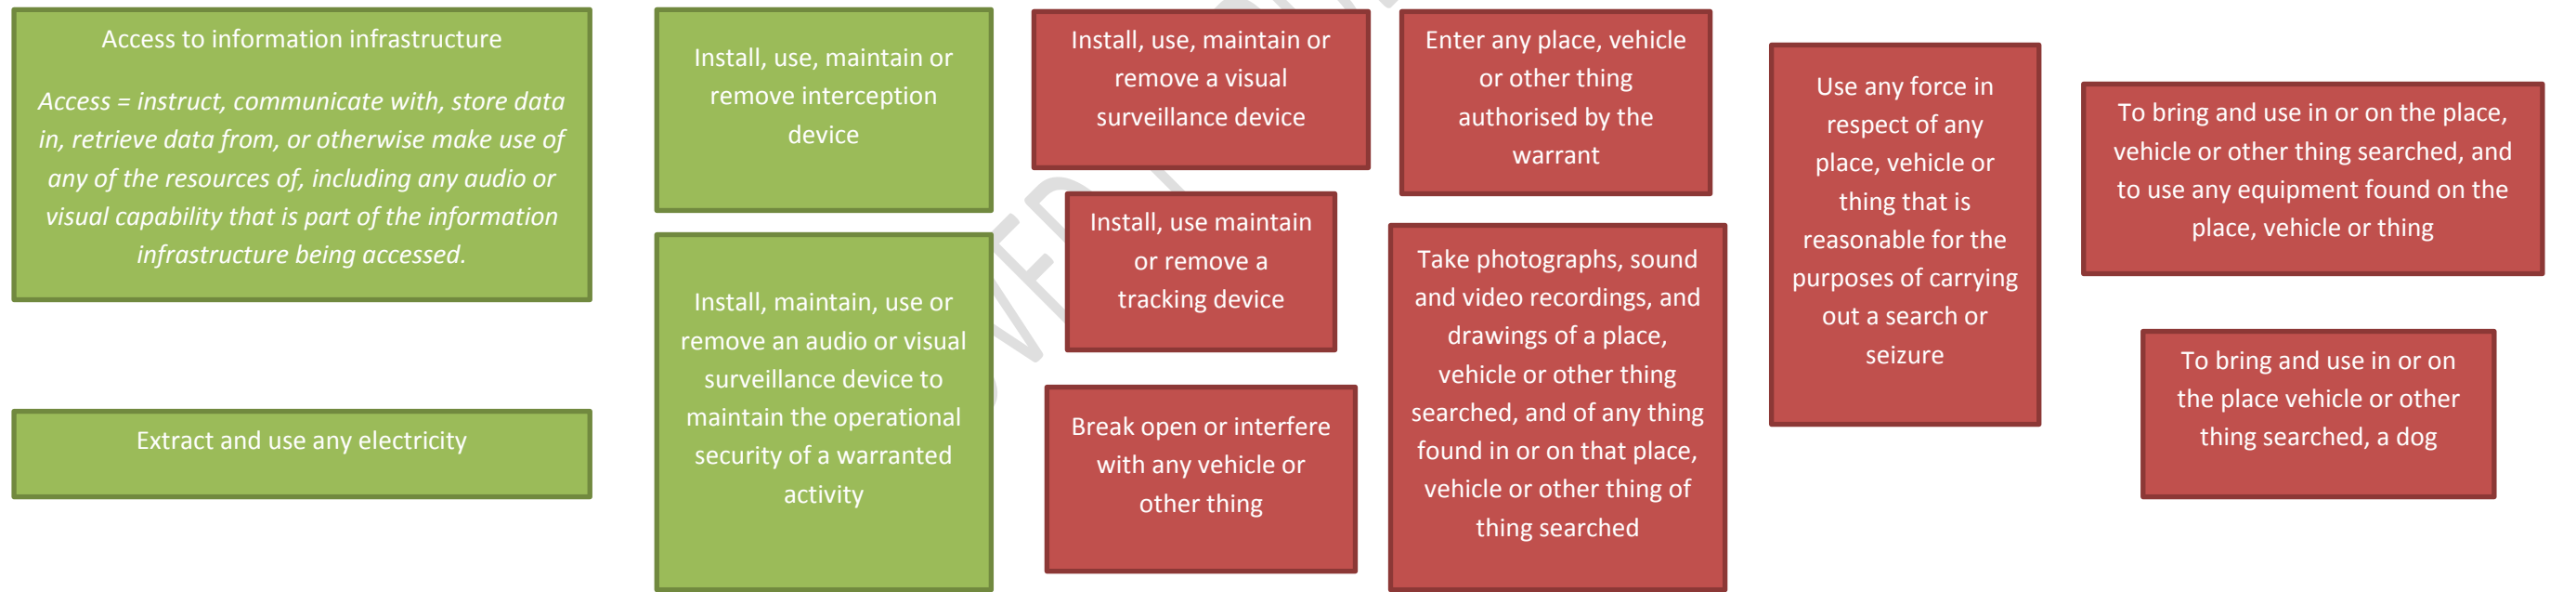 Access to information infrastructure
Access = instruct, communicate with, store data
in, retrieve data from, or otherwise make use of
any of the resources of, including any audio or
visual capability that is part of the information
infrastructure being accessed.
Extract and use any electricity
Install, use, maintain or
remove interception
device
Install, maintain, use or
remove an audio or visual
surveillance device to
maintain the operational
security of a warranted
activity
Install, use, maintain or
remove a visual
surveillance device
Install, use maintain
or remove a
tracking device
Break open or interfere
with any vehicle or
other thing
Enter any place, vehicle
or other thing
authorised by the
warrant
Take photographs, sound
and video recordings, and
drawings of a place,
vehicle or other thing
searched, and of any thing
found in or on that place,
vehicle or other thing of
thing searched
Use any force in
respect of any
place, vehicle or
thing that is
reasonable for the
purposes of carrying
out a search or
seizure
To bring and use in or on the place,
vehicle or other thing searched, and
to use any equipment found on the
place, vehicle or thing
To bring and use in or on
the place vehicle or other
thing searched, a dog